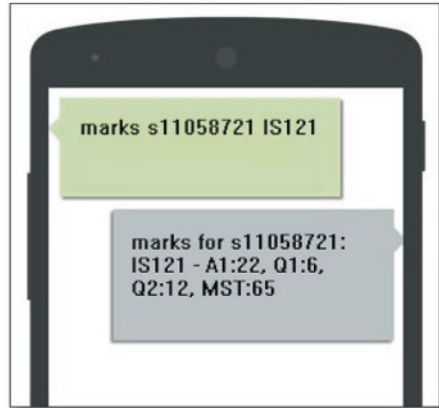 marks s11058721 IS121
marks for s11058721:
IS121 - A1:22, Q1:6,
Q2:12, MST:65